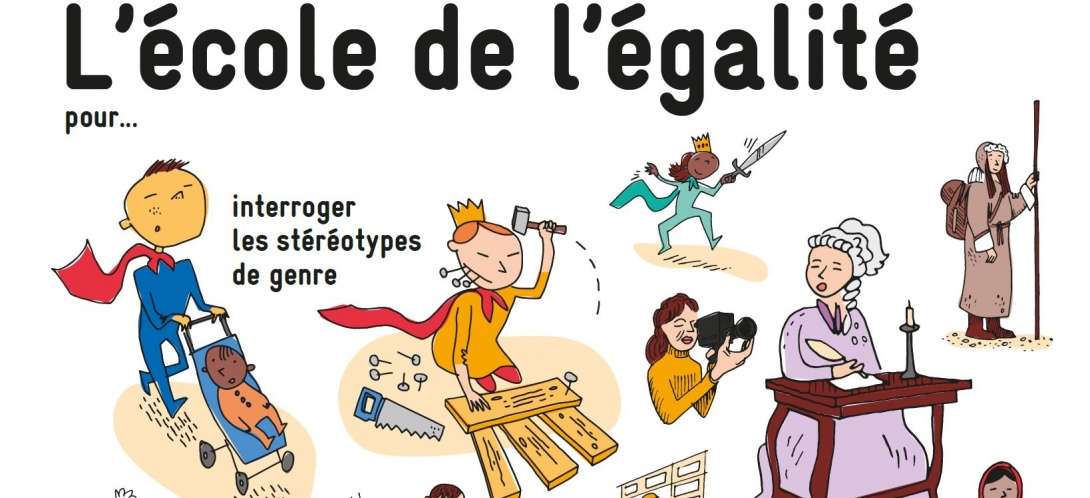 L'école de l'égalité
pour...
interroger
les stéréotypes
de genre